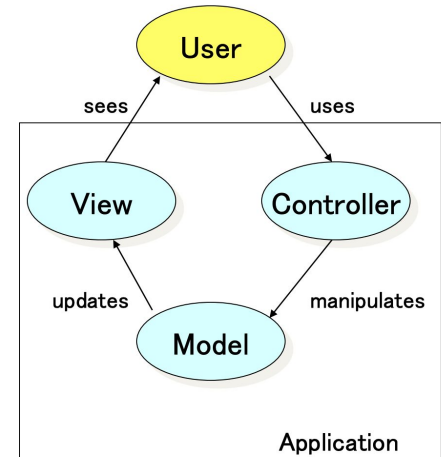 User
sees
uses
View
Controller
updates
manipulates
Model
Application